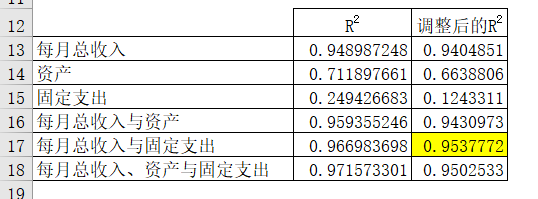 12 R² 调整后的R²
13 每月总收入 0.948987248 0.9404851
14 资产 0.711897661 0.6638806
15 固定支出 0.249426683 0.1243311
16 每月总收入与资产 0.959355246 0.9430973
17 每月总收入与固定支出 0.966983698 0.9537772
18 每月总收入、资产与固定支出 0.971573301 0.9502533
19